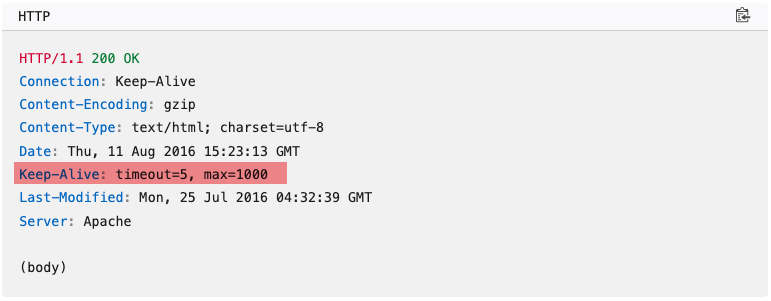 HTTP
HTTP/1.1 200 OK
Connection: Keep-Alive
Content-Encoding: gzip
Content-Type: text/html; charset=utf-8
Date: Thu, 11 Aug 2016 15:23:13 GMT
Keep-Alive: timeout=5, max=1000
Last-Modified: Mon, 25 Jul 2016 04:32:39 GMT
Server: Apache
(body)